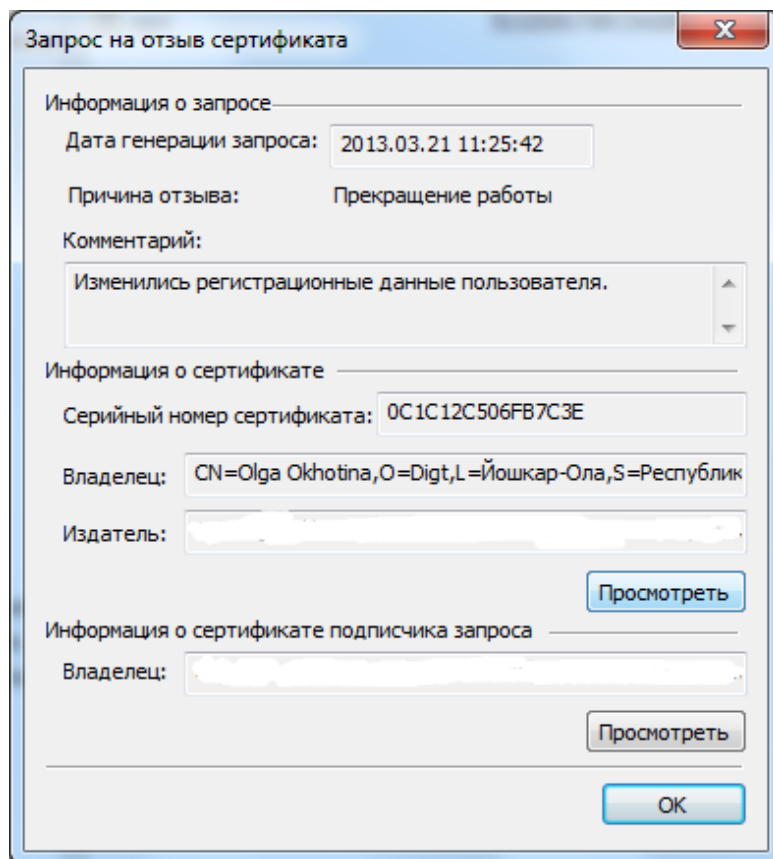 Запрос на отзыв сертификата
Информация о запросе
Дата генерации запроса: 2013.03.21 11:25:42
Причина отзыва: Прекращение работы
Комментарий:
Изменились регистрационные данные пользователя.
Информация о сертификате
Серийный номер сертификата: 0C1C12C506FB7C3E
Владелец: CN=Olga Okhotina,O=Digt,L=Йошкар-Ола,S=Республик
Издатель:
Просмотреть
Информация о сертификате подписчика запроса
Владелец:
Просмотреть
ОК